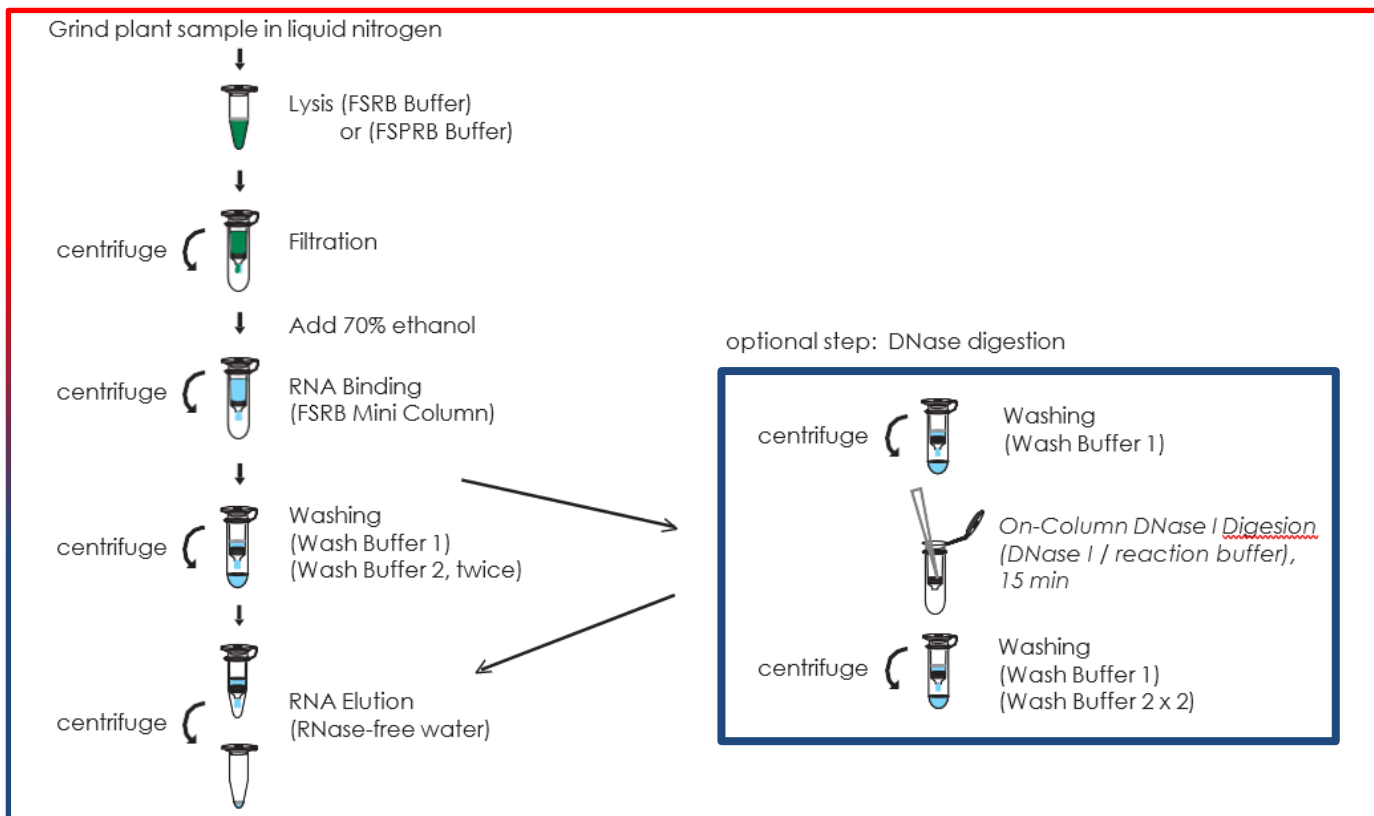 Grind plant sample in liquid nitrogen
Lysis (FSRB Buffer)
or (FSPRB Buffer)
centrifuge
Filtration
Add 70% ethanol
centrifuge
RNA Binding
(FSRB Mini Column)
centrifuge
Washing
(Wash Buffer 1)
(Wash Buffer 2, twice)
centrifuge
RNA Elution
(RNase-free water)
optional step: DNase digestion
centrifuge
Washing
(Wash Buffer 1)
On-Column DNase I Digesion
(DNase I / reaction buffer),
15 min
centrifuge
Washing
(Wash Buffer 1)
(Wash Buffer 2 x 2)